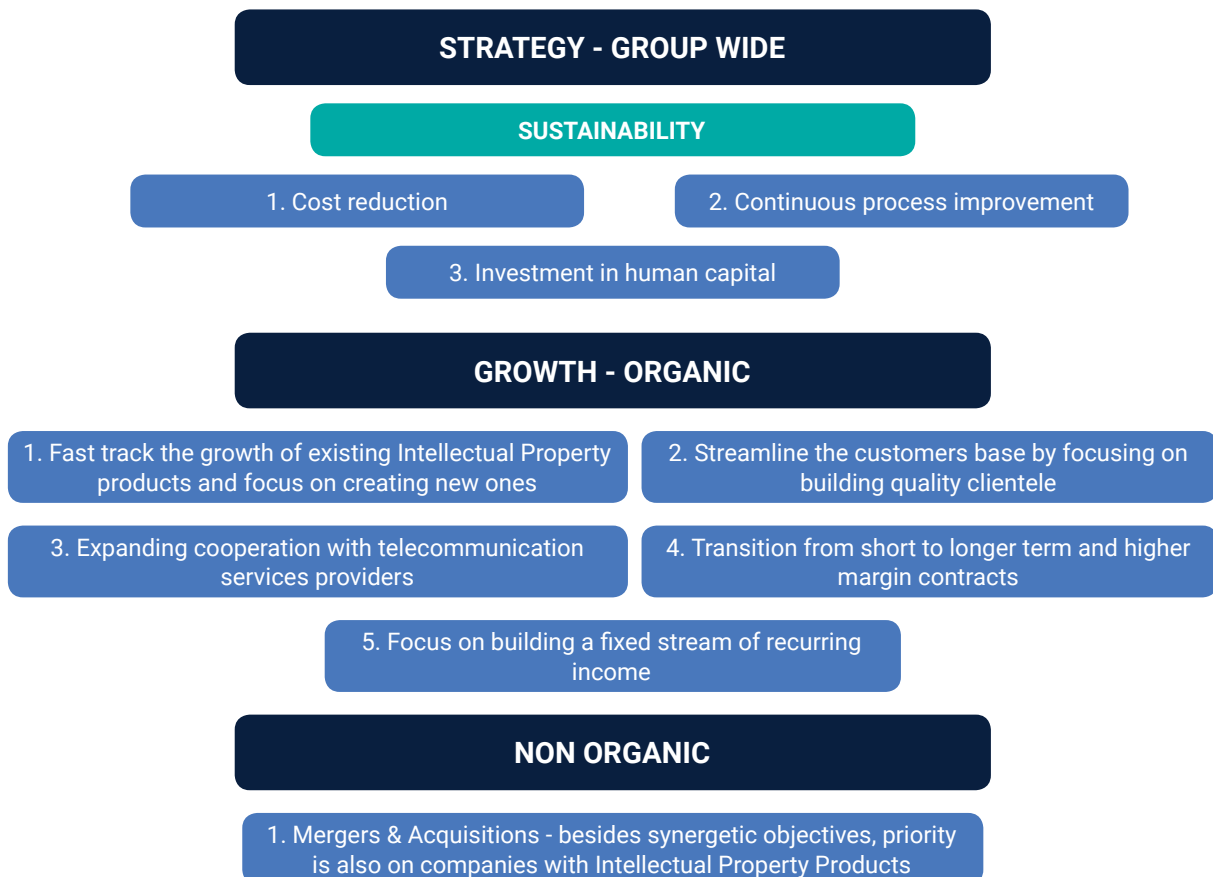 STRATEGY - GROUP WIDE
SUSTAINABILITY
1. Cost reduction
2. Continuous process improvement
3. Investment in human capital
GROWTH - ORGANIC
1. Fast track the growth of existing Intellectual Property
products and focus on creating new ones
2. Streamline the customers base by focusing on
building quality clientele
3. Expanding cooperation with telecommunication
services providers
4. Transition from short to longer term and higher
margin contracts
5. Focus on building a fixed stream of recurring
income
NON ORGANIC
1. Mergers & Acquisitions - besides synergetic objectives, priority
is also on companies with Intellectual Property Products